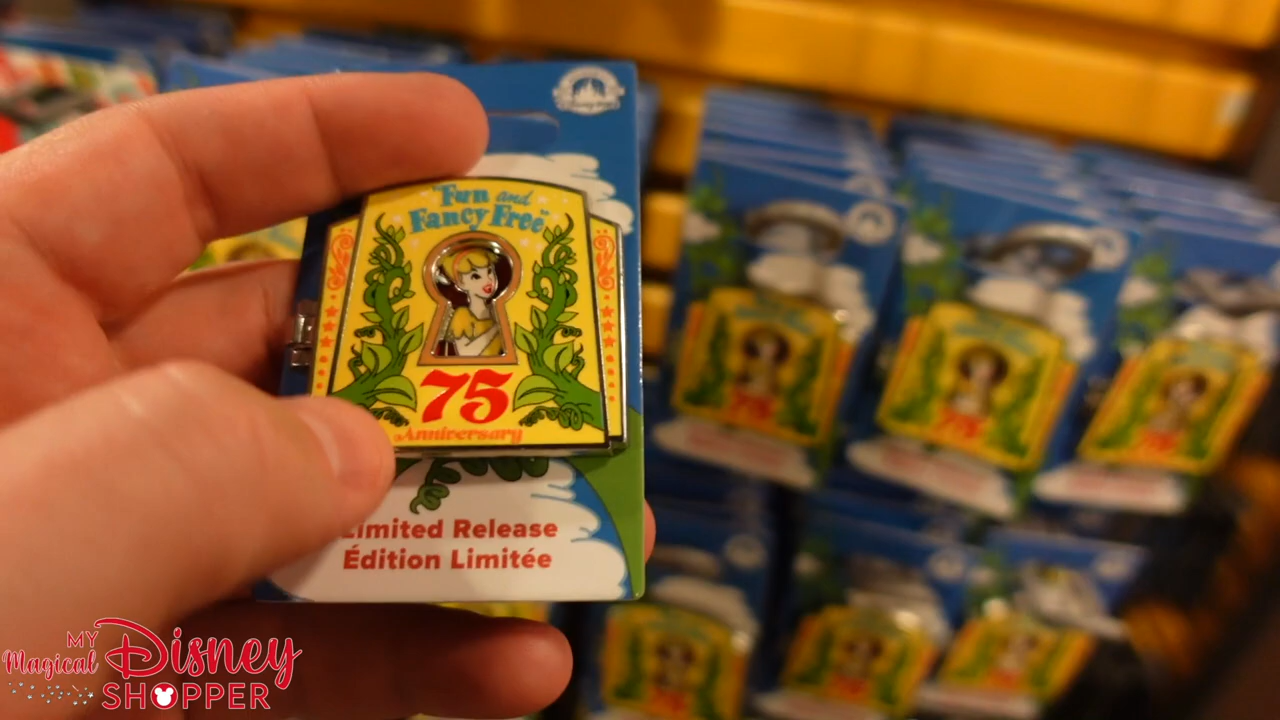 "Fun and
Fancy Free"
75
Anniversary
Limited Release
Édition Limitée
MY
Magical Disney
SHOPPER